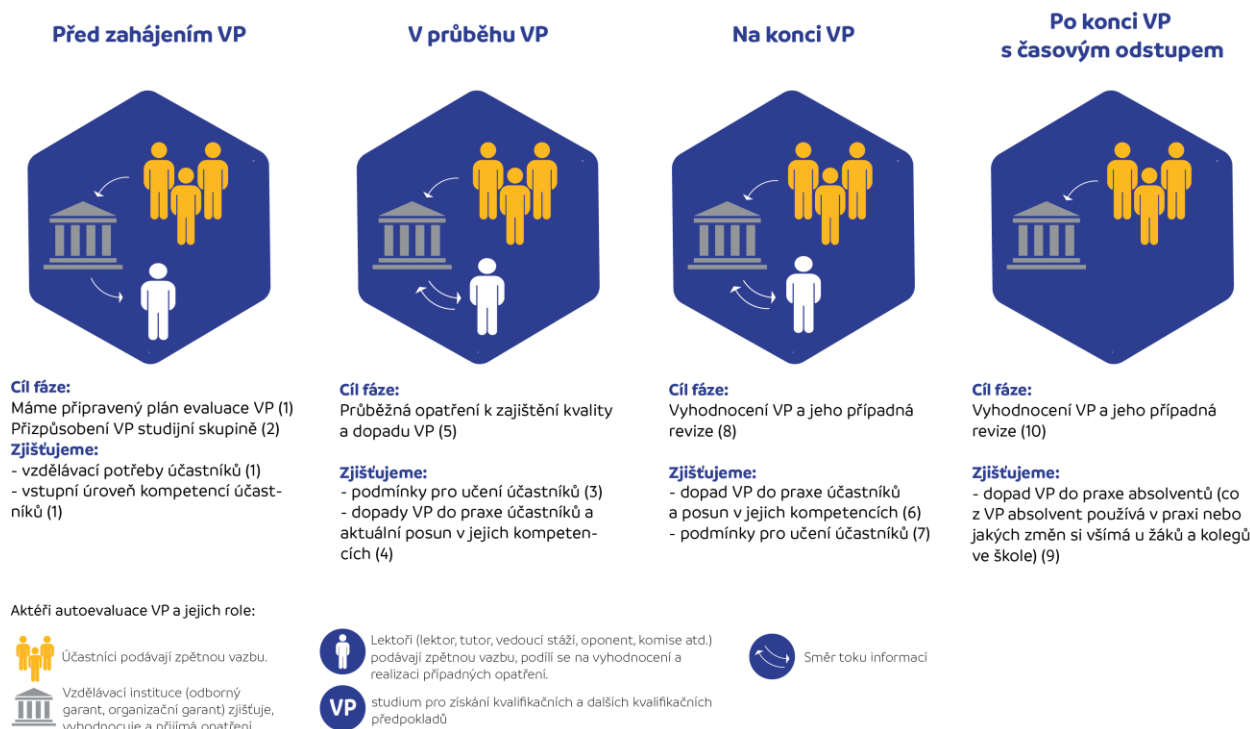 Před zahájením VP
V průběhu VP
Na konci VP
Po konci VP
s časovým odstupem
Cíl fáze:
Máme připravený plán evaluace VP (1)
Přizpůsobení VP studijní skupině (2)
Zjišťujeme:
- vzdělávací potřeby účastníků (1)
- vstupní úroveň kompetencí účast-
níků (1)
Cíl fáze:
Průběžná opatření k zajištění kvality
a dopadu VP (5)
Zjišťujeme:
- podmínky pro učení účastníků (3)
- dopady VP do praxe účastníků a
aktuální posun v jejich kompeten-
cích (4)
Cíl fáze:
Vyhodnocení VP a jeho případná
revize (8)
Zjišťujeme:
- dopad VP do praxe účastníků
a posun v jejich kompetencích (6)
- podmínky pro učení účastníků (7)
Cíl fáze:
Vyhodnocení VP a jeho případná
revize (10)
Zjišťujeme:
- dopad VP do praxe absolventů (co
z VP absolvent používá v praxi nebo
jakých změn si všímá u žáků a kolegů
ve škole) (9)
Aktéři autoevaluace VP a jejich role:
Účastníci podávají zpětnou vazbu.
Vzdělávací instituce (odborný
garant, organizační garant) zjišťuje,
vyhodnocuje a přijímá opatření
Lektoři (lektor, tutor, vedoucí stáží, oponent, komise atd.)
podávají zpětnou vazbu, podílí se na vyhodnocení a
realizaci případných opatření.
VP
studium pro získání kvalifikačních a dalších kvalifikačních
předpokladů
Směr toku informací